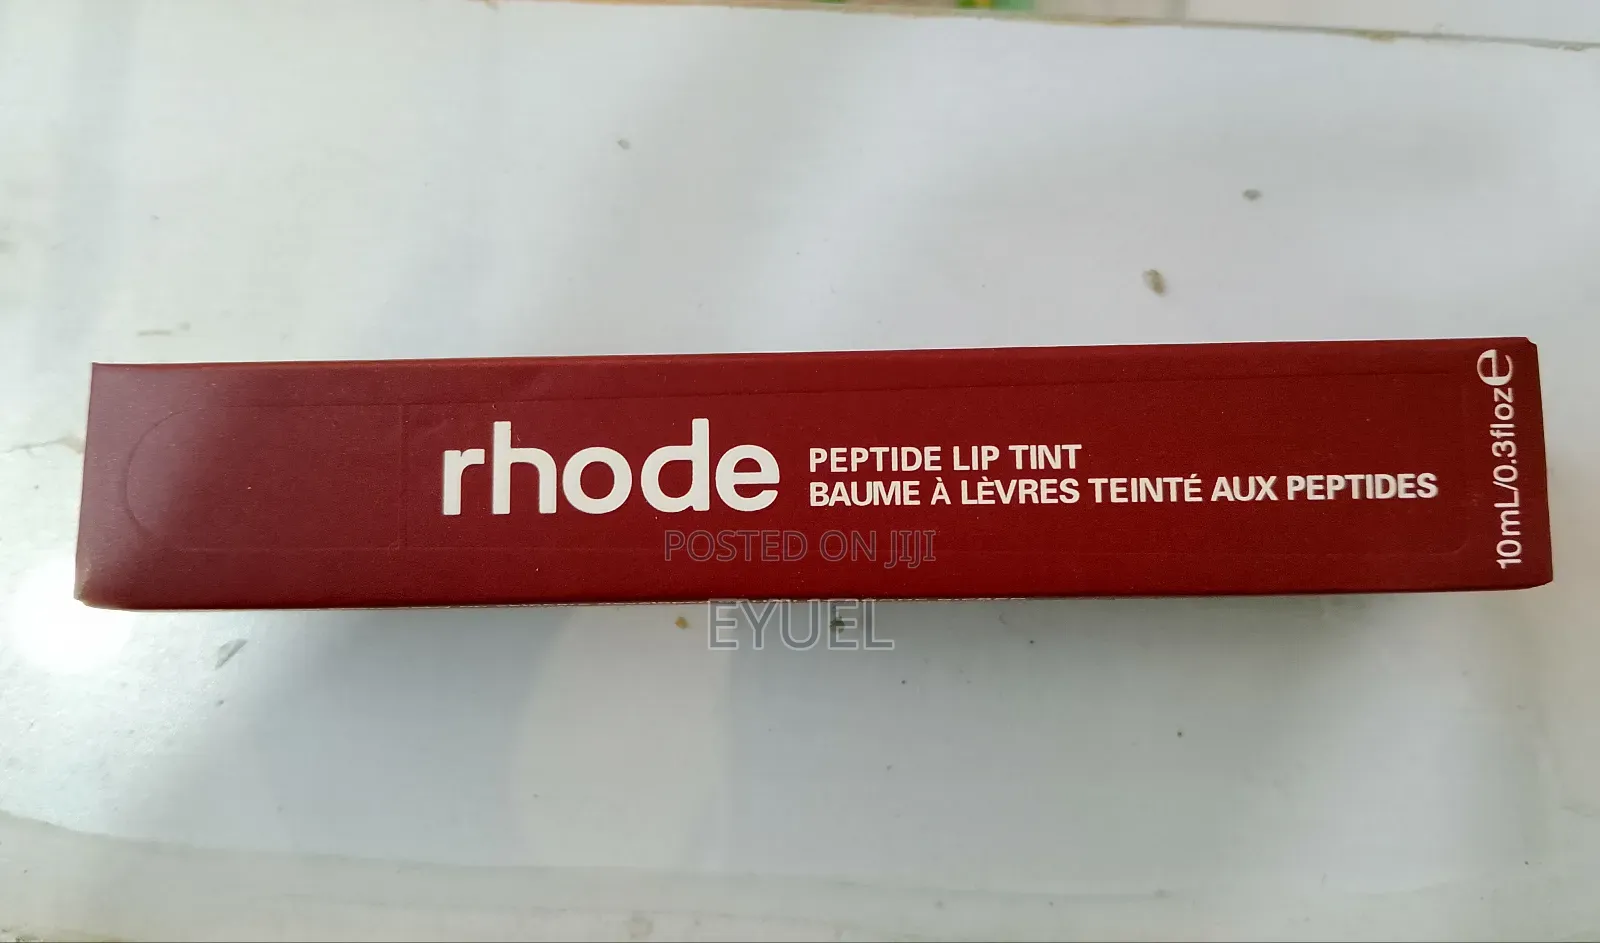 rhode
PEPTIDE LIP TINT
BAUME À LÈVRES TEINTÉ AUX PEPTIDES
10mL/0.3floz℮
POSTED ON JIJI
EYUEL